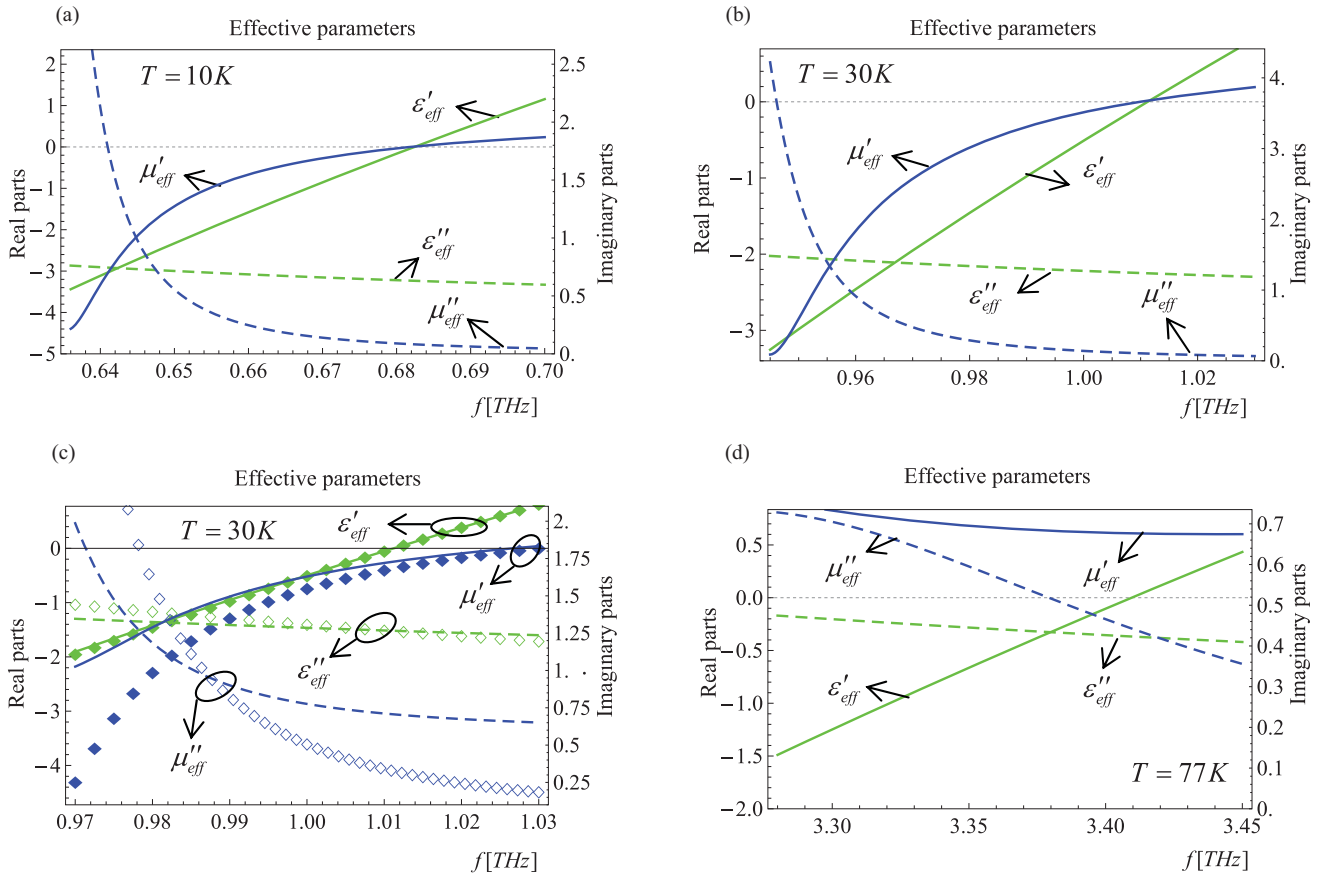 (a)
Effective parameters
T = 10K
ε'eff
μ'eff
ε''eff
μ''eff
Real parts
Imaginary parts
2
1
0
−1
−2
−3
−4
−5
2.5
2.
1.5
1.
0.5
0.
0.64 0.65 0.66 0.67 0.68 0.69 0.70
f[THz]
(b)
Effective parameters
T = 30K
μ'eff
ε'eff
ε''eff
μ''eff
Real parts
Imaginary parts
0
−1
−2
−3
4.
3.
2.
1.
0.
0.96 0.98 1.00 1.02
f[THz]
(c)
Effective parameters
T = 30K
ε'eff
μ'eff
ε''eff
μ''eff
Real parts
Imaginary parts
0
−1
−2
−3
−4
2.
1.75
1.5
1.25
1.
0.75
0.5
0.25
0.97 0.98 0.99 1.00 1.01 1.02 1.03
f[THz]
(d)
Effective parameters
μ''eff
μ'eff
ε'eff
ε''eff
T = 77K
Real parts
Imaginary parts
0.5
0.0
−0.5
−1.0
−1.5
−2.0
0.7
0.6
0.5
0.4
0.3
0.2
0.1
0.
3.30 3.35 3.40 3.45
f[THz]